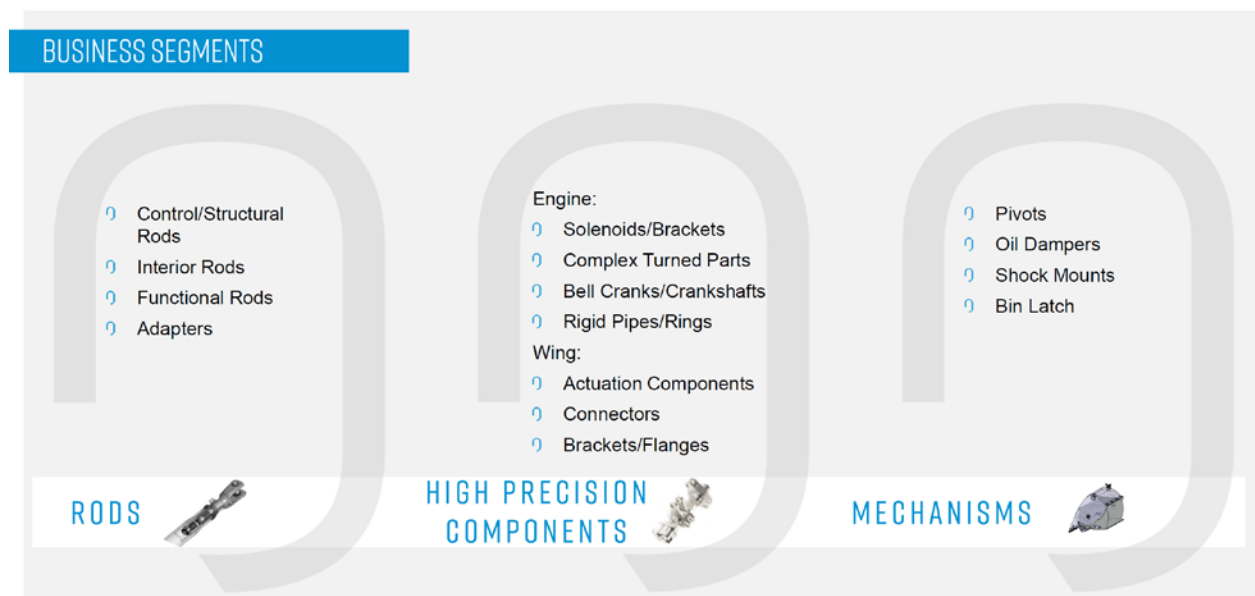 BUSINESS SEGMENTS
Control/Structural
Rods
Interior Rods
Functional Rods
Adapters
Engine:
Solenoids/Brackets
Complex Turned Parts
Bell Cranks/Crankshafts
Rigid Pipes/Rings
Wing:
Actuation Components
Connectors
Brackets/Flanges
Pivots
Oil Dampers
Shock Mounts
Bin Latch
RODS
HIGH PRECISION
COMPONENTS
MECHANISMS